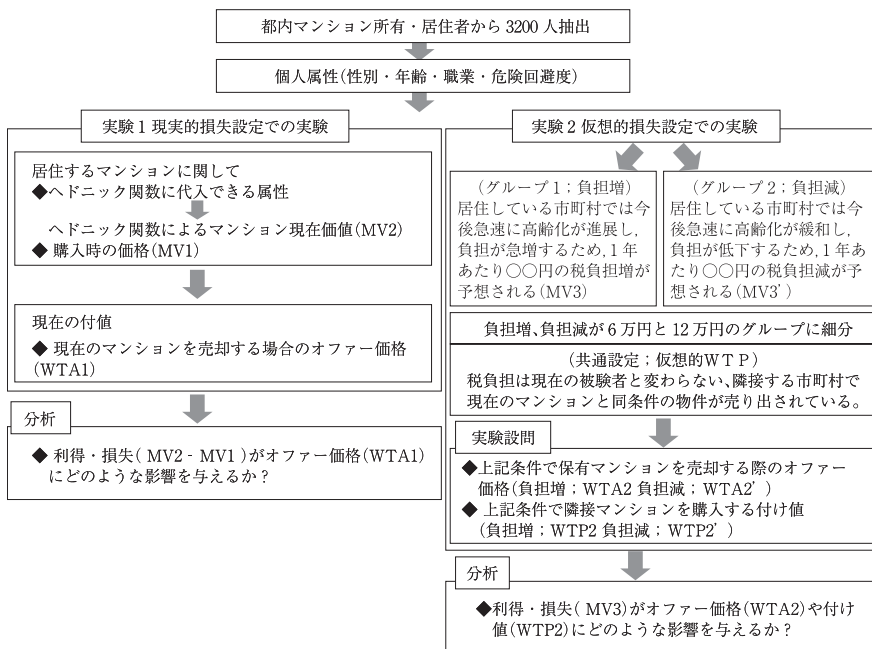 都内マンション所有・居住者から3200人抽出
個人属性(性別・年齢・職業・危険回避度)
実験1 現実的損失設定での実験
居住するマンションに関して
◆ヘドニック関数に代入できる属性
ヘドニック関数によるマンション現在価値(MV2)
◆ 購入時の価格(MV1)
現在の付値
◆ 現在のマンションを売却する場合のオファー価格
(WTA1)
分析
◆ 利得・損失( MV2 - MV1 )がオファー価格(WTA1)
にどのような影響を与えるか？
実験2 仮想的損失設定での実験
(グループ1；負担増)
居住している市町村では今
後急速に高齢化が進展し,
負担が急増するため, 1年
あたり〇〇円の税負担増が
予想される(MV3)
(グループ2；負担減)
居住している市町村では今
後急速に高齢化が緩和し,
負担が低下するため, 1年あ
たり〇〇円の税負担減が予
想される(MV3’)
負担増、負担減が6万円と12万円のグループに細分
(共通設定；仮想的WTP)
税負担は現在の被験者と変わらない、隣接する市町村で
現在のマンションと同条件の物件が売り出されている。
実験設問
◆上記条件で保有マンションを売却する際のオファー
価格(負担増；WTA2 負担減；WTA2’)
◆ 上記条件で隣接マンションを購入する付け値
(負担増；WTP2 負担減；WTP2’)
分析
◆利得・損失( MV3)がオファー価格(WTA2)や付け
値(WTP2)にどのような影響を与えるか？